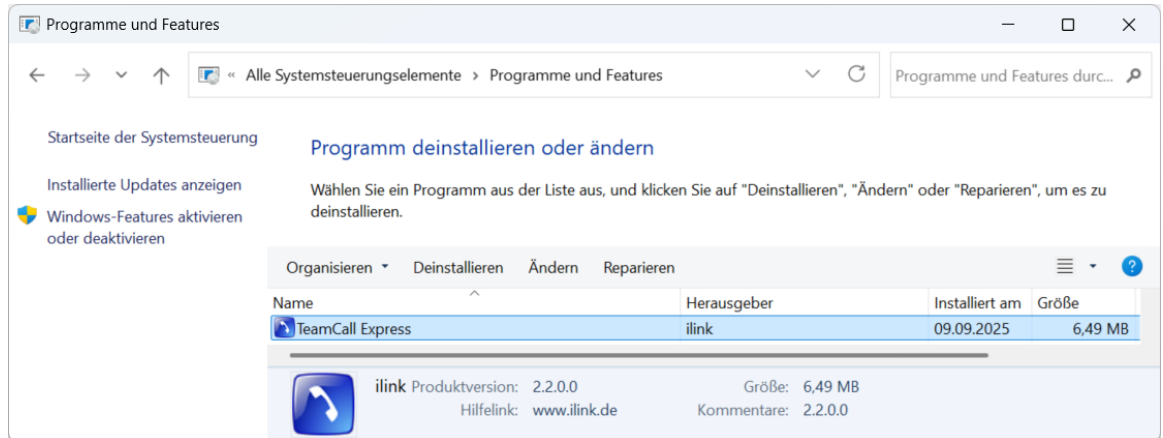 Programme und Features
« Alle Systemsteuerungselemente › Programme und Features
Programme und Features durc...
Startseite der Systemsteuerung
Installierte Updates anzeigen
Windows-Features aktivieren
oder deaktivieren
Programm deinstallieren oder ändern
Wählen Sie ein Programm aus der Liste aus, und klicken Sie auf "Deinstallieren", "Ändern" oder "Reparieren", um es zu
deinstallieren.
Organisieren Deinstallieren Ändern Reparieren
Name Herausgeber Installiert am Größe
TeamCall Express ilink 09.09.2025 6,49 MB
ilink Produktversion: 2.2.0.0 Größe: 6,49 MB
Hilfelink: www.ilink.de Kommentare: 2.2.0.0